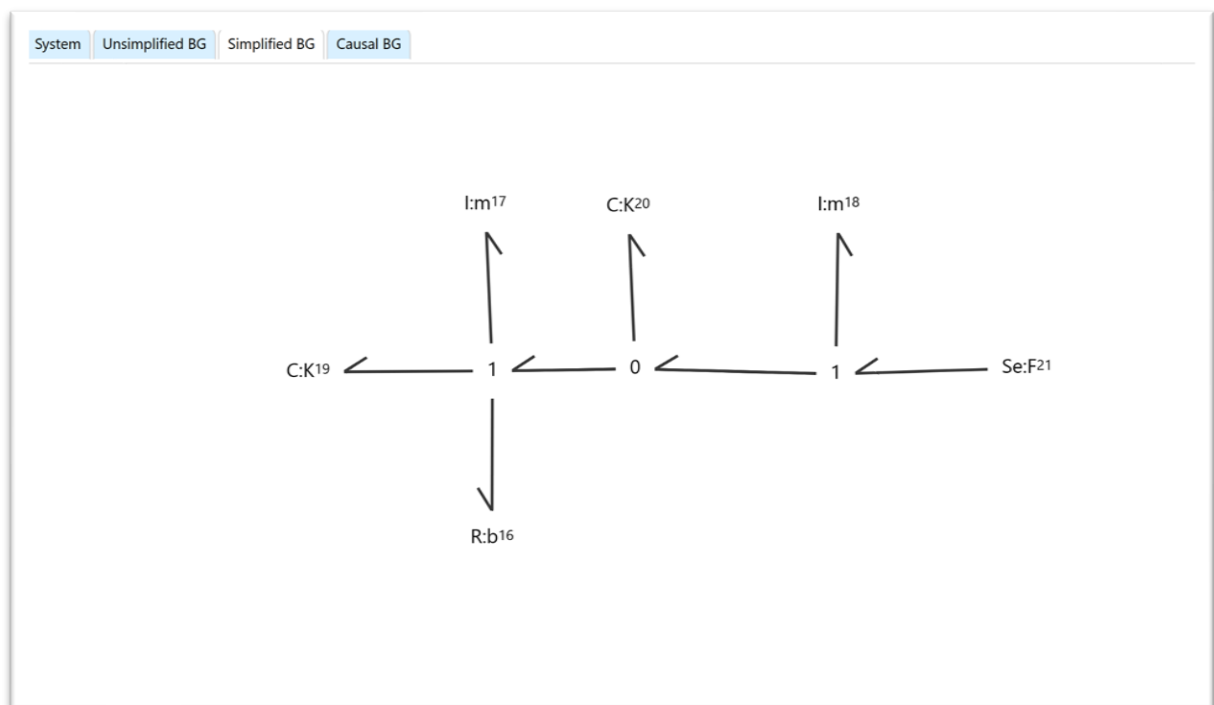 System Unsimplified BG Simplified BG Causal BG
I:m17 C:K20 I:m18
C:K19 1 0 1 Se:F21
R:b16